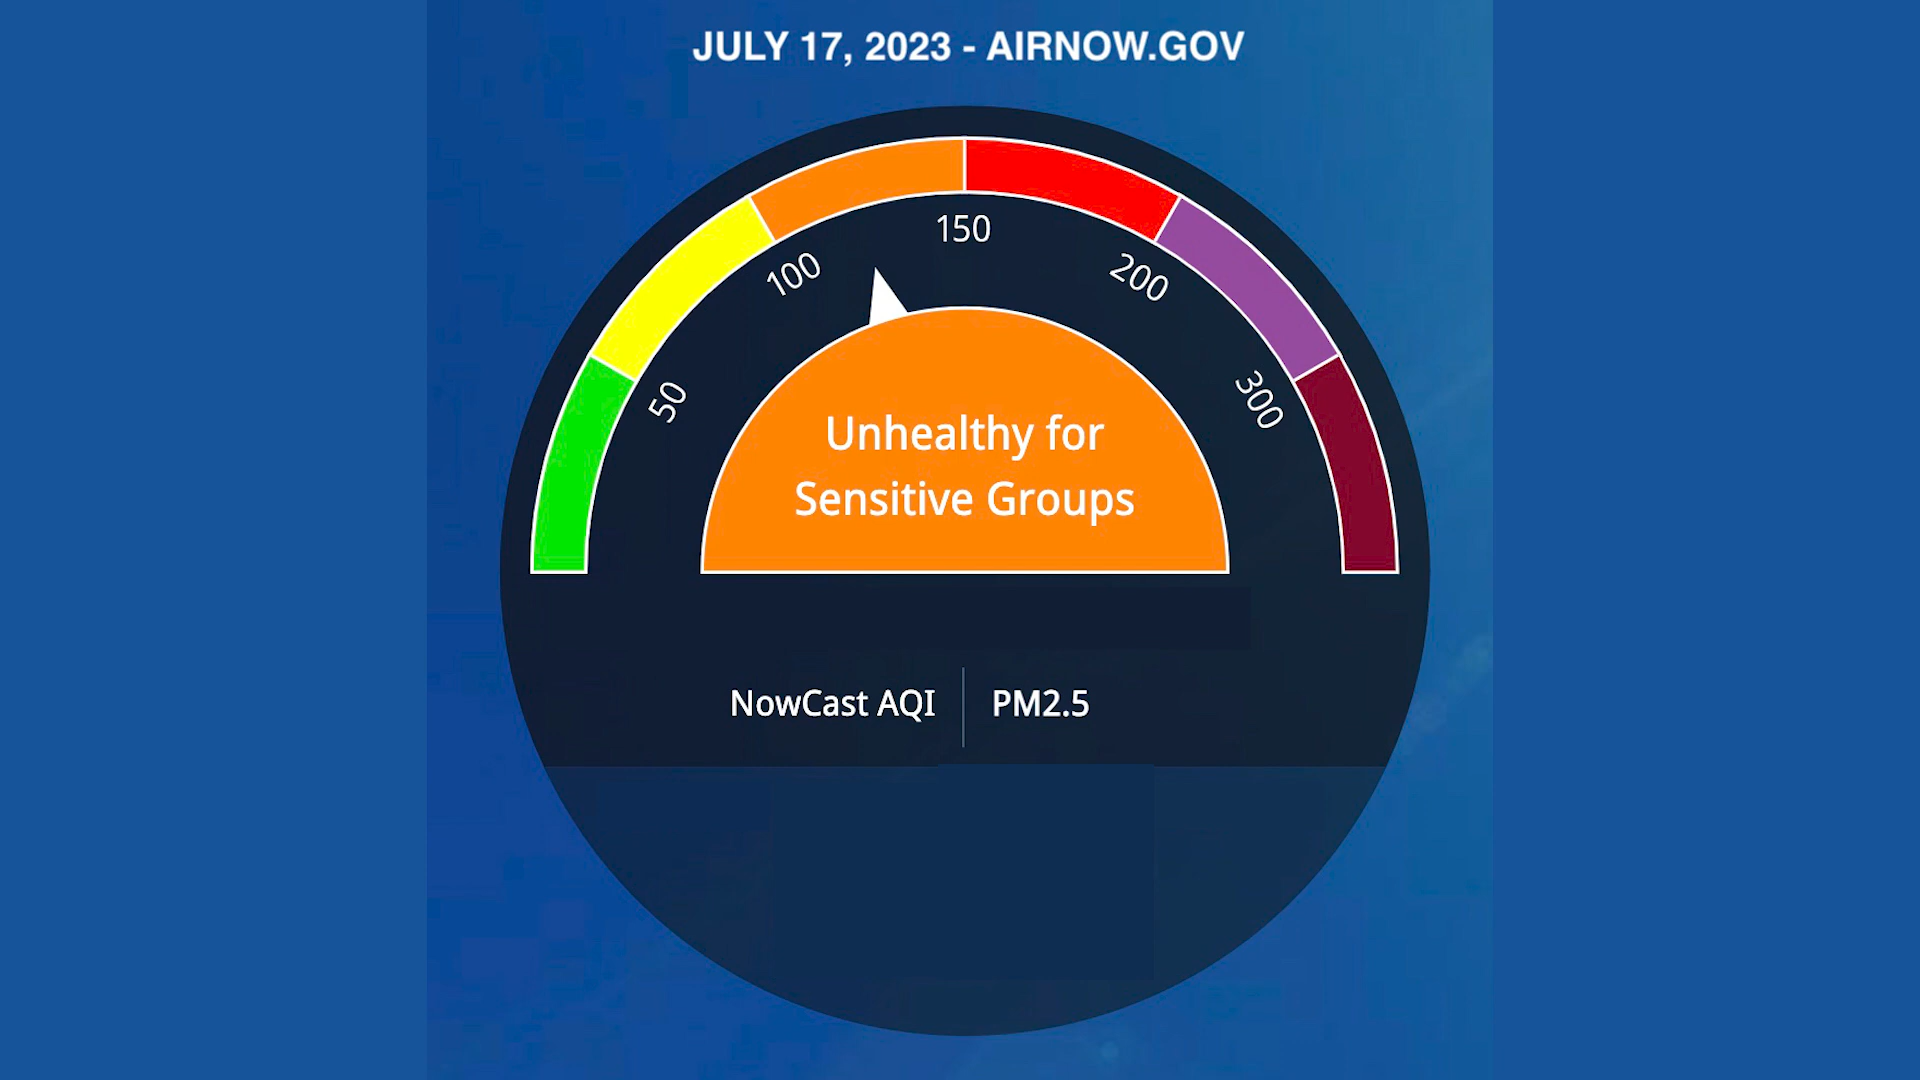 JULY 17, 2023 - AIRNOW.GOV
150
100
200
50
300
Unhealthy for
Sensitive Groups
NowCast AQI
PM2.5